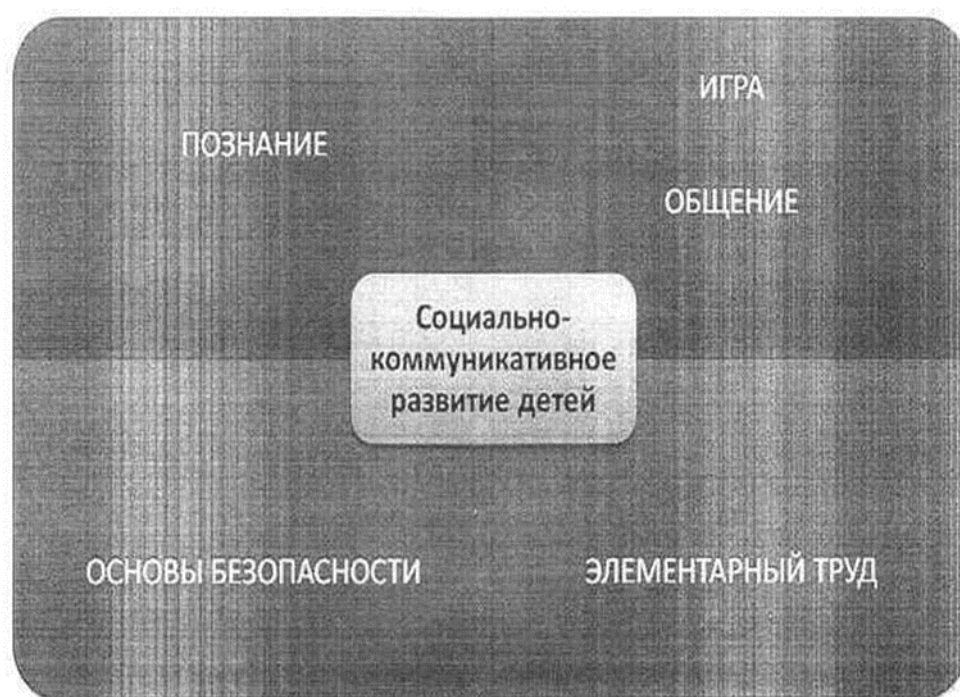 ПОЗНАНИЕ
ИГРА
ОБЩЕНИЕ
Социально-
коммуникативное
развитие детей
ОСНОВЫ БЕЗОПАСНОСТИ
ЭЛЕМЕНТАРНЫЙ ТРУД